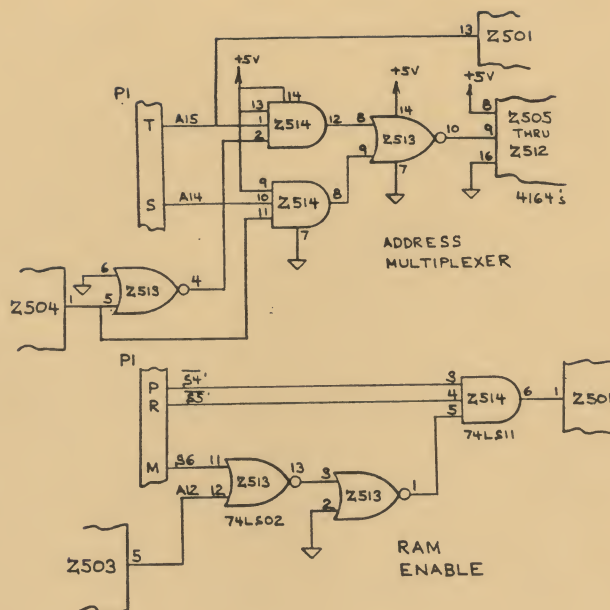 13 Z501
+5V
+5V
+5V
P1
14
13
T A15 1 Z514 12 8 14 Z513 10
2
8 Z505
9 THRU
Z512
16
4164's
9
9
S A14 10 Z514 8
11
7
7
ADDRESS
MULTIPLEXER
6
Z504 1 5 Z513 4
P1
P S4 3
R S5 4 Z514 6 1 Z501
5
74LS11
M S6 11 Z513 13 3 Z513 1
A12 12 2
74LS02
Z503 5
RAM
ENABLE